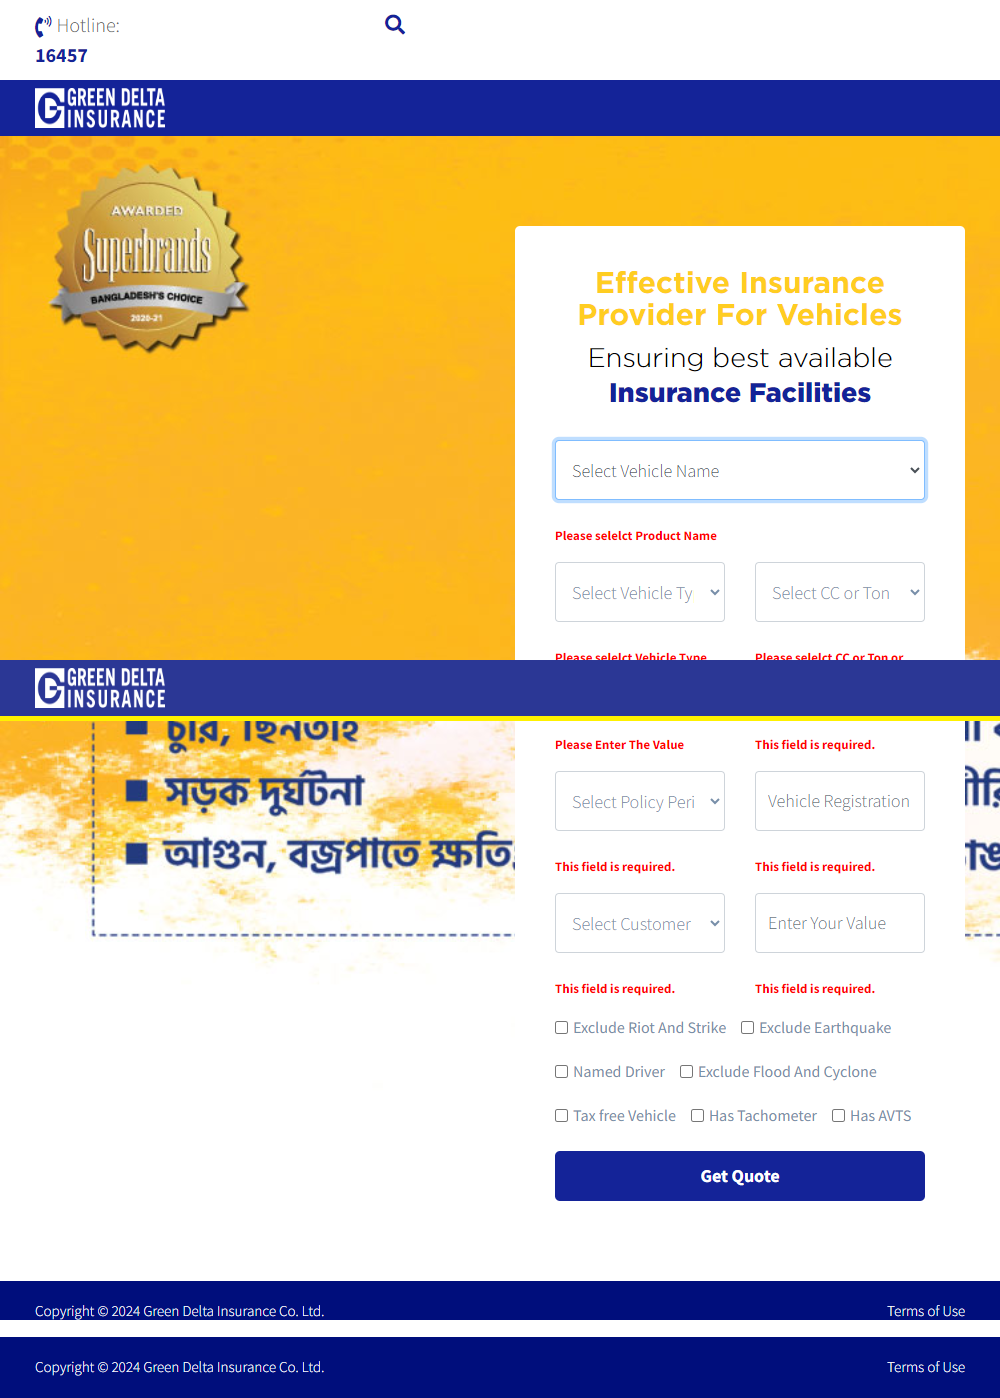 Hotline:
16457
GREEN DELTA
INSURANCE
AWARDED
Superbrands
BANGLADESH'S CHOICE
2020-21
Effective Insurance
Provider For Vehicles
Ensuring best available
Insurance Facilities
Select Vehicle Name
Please selelct Product Name
Select Vehicle Ty
Select CC or Ton
Please selelct Vehicle Type
Please selelct CC or Ton or
GREEN DELTA
INSURANCE
চুরি, ছিনতাই
সড়ক দুর্ঘটনা
আগুন, বজ্রপাতে ক্ষতি
Please Enter The Value
This field is required.
Select Policy Peri
Vehicle Registration
This field is required.
This field is required.
Select Customer
Enter Your Value
This field is required.
This field is required.
Exclude Riot And Strike
Exclude Earthquake
Named Driver
Exclude Flood And Cyclone
Tax free Vehicle
Has Tachometer
Has AVTS
Get Quote
Copyright © 2024 Green Delta Insurance Co. Ltd.
Terms of Use
Copyright © 2024 Green Delta Insurance Co. Ltd.
Terms of Use